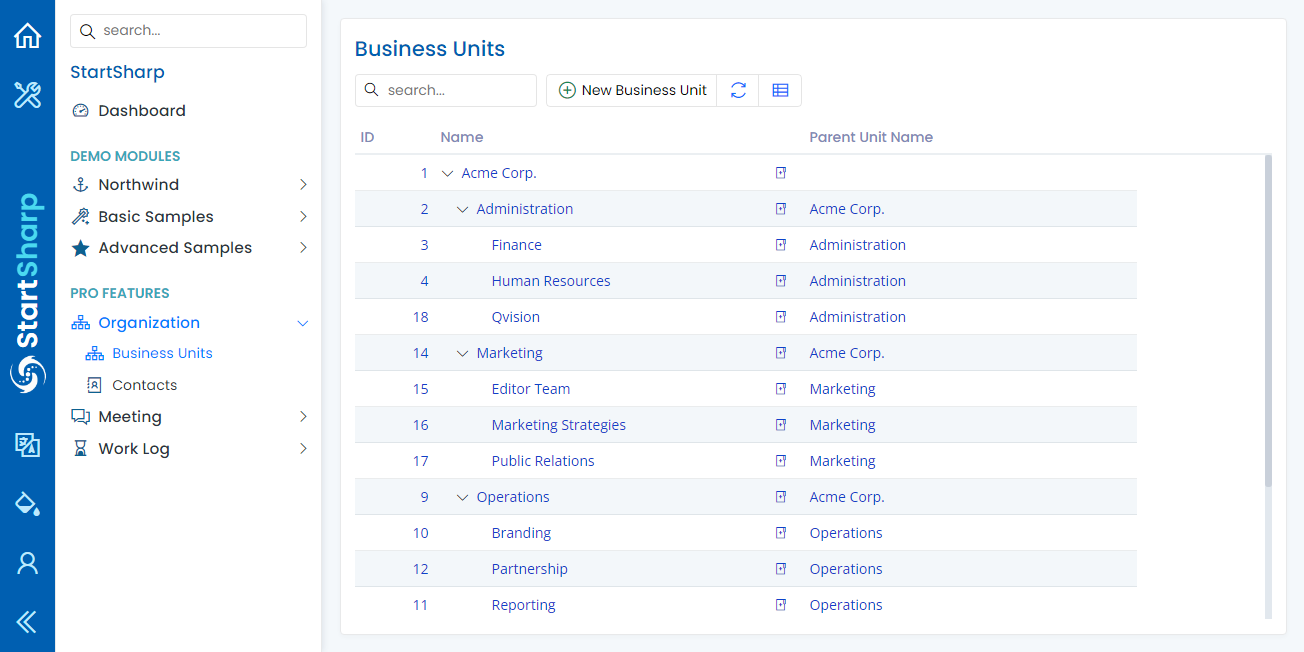 search...
StartSharp
Dashboard
DEMO MODULES
Northwind
Basic Samples
Advanced Samples
PRO FEATURES
Organization
Business Units
Contacts
Meeting
Work Log
StartSharp
Business Units
search...
New Business Unit
ID Name Parent Unit Name
1 Acme Corp.
2 Administration Acme Corp.
3 Finance Administration
4 Human Resources Administration
18 Qvision Administration
14 Marketing Acme Corp.
15 Editor Team Marketing
16 Marketing Strategies Marketing
17 Public Relations Marketing
9 Operations Acme Corp.
10 Branding Operations
12 Partnership Operations
11 Reporting Operations